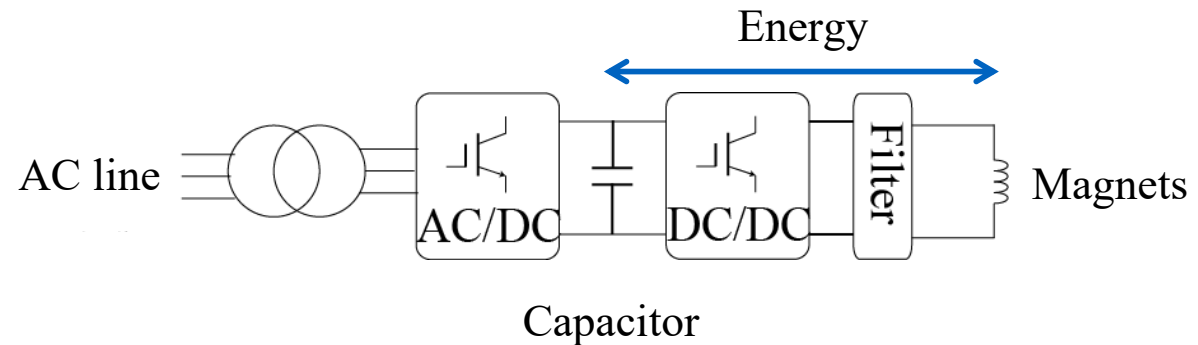 Energy
AC line
AC/DC
DC/DC
Filter
Magnets
Capacitor